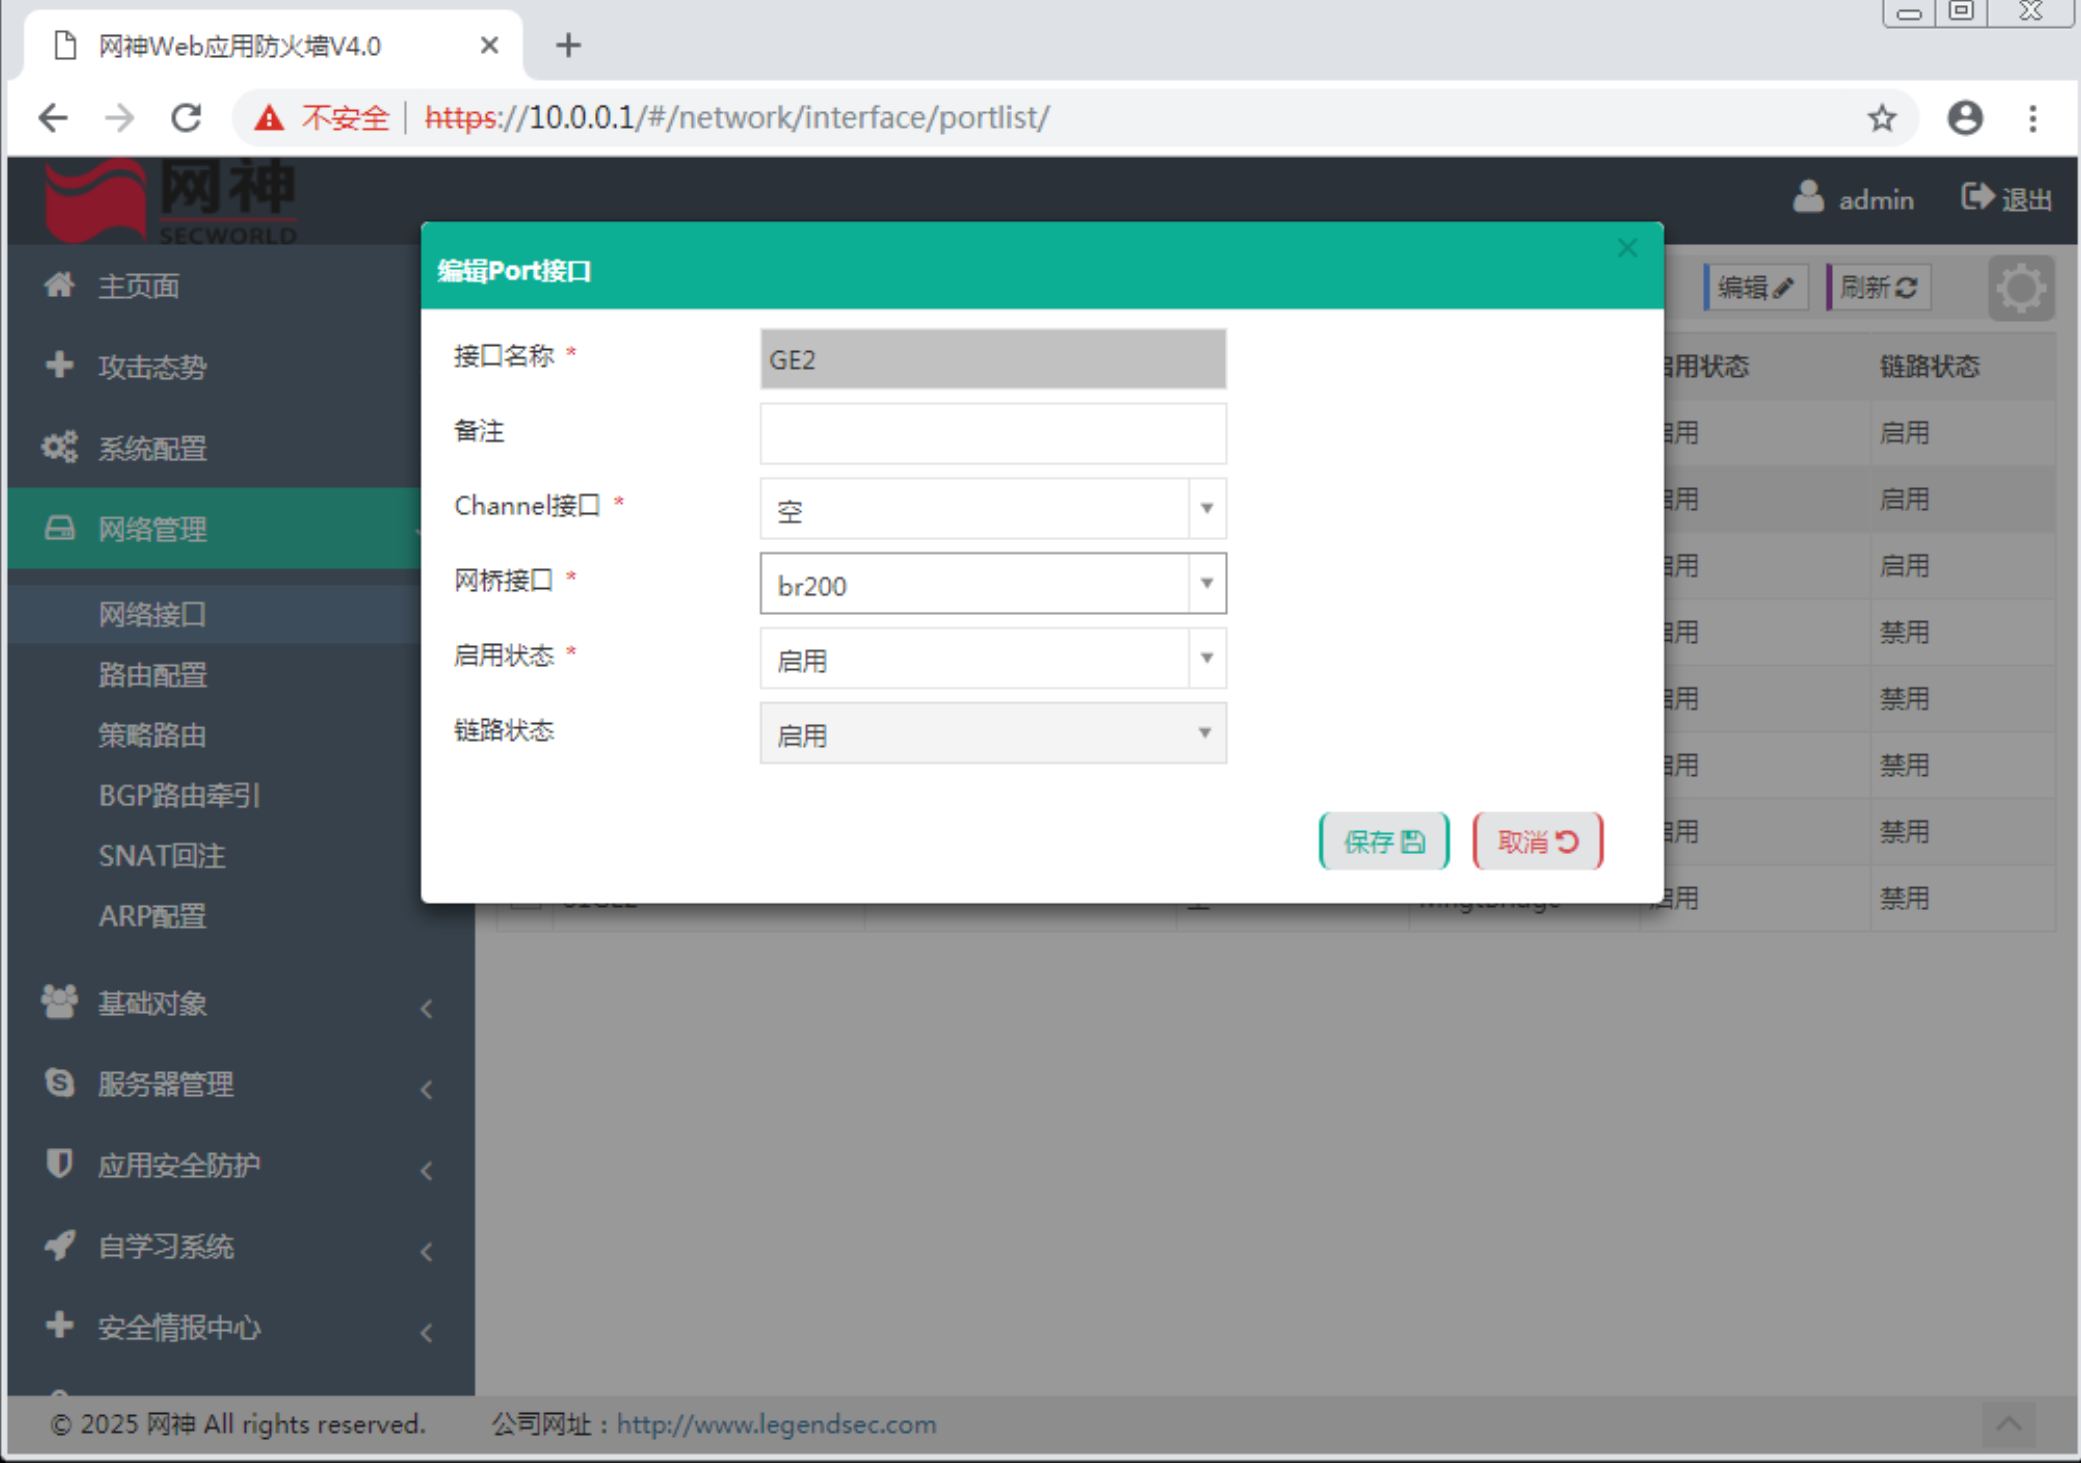 网神Web应用防火墙V4.0
不安全 https://10.0.0.1/#/network/interface/portlist/
网神
SECWORLD
admin 退出
编辑Port接口
编辑 刷新
主页面
攻击态势
系统配置
网络管理
网络接口
路由配置
策略路由
BGP路由牵引
SNAT回注
ARP配置
基础对象
服务器管理
应用安全防护
自学习系统
安全情报中心
接口名称 * GE2
备注
Channel接口 * 空
网桥接口 * br200
启用状态 * 启用
链路状态 启用
保存 取消
用状态 链路状态
用 启用
用 启用
用 启用
用 禁用
用 禁用
用 禁用
用 禁用
启用 禁用
© 2025 网神 All rights reserved. 公司网址：http://www.legendsec.com